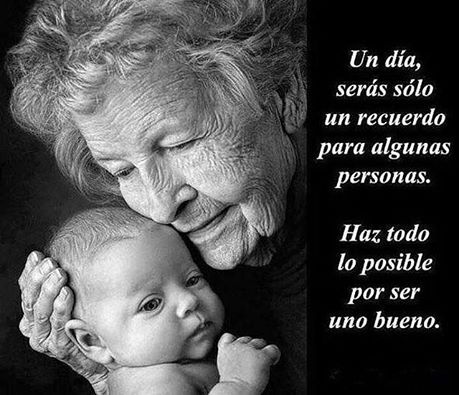 Un día,
serás sólo
un recuerdo
para algunas
personas.
Haz todo
lo posible
por ser
uno bueno.